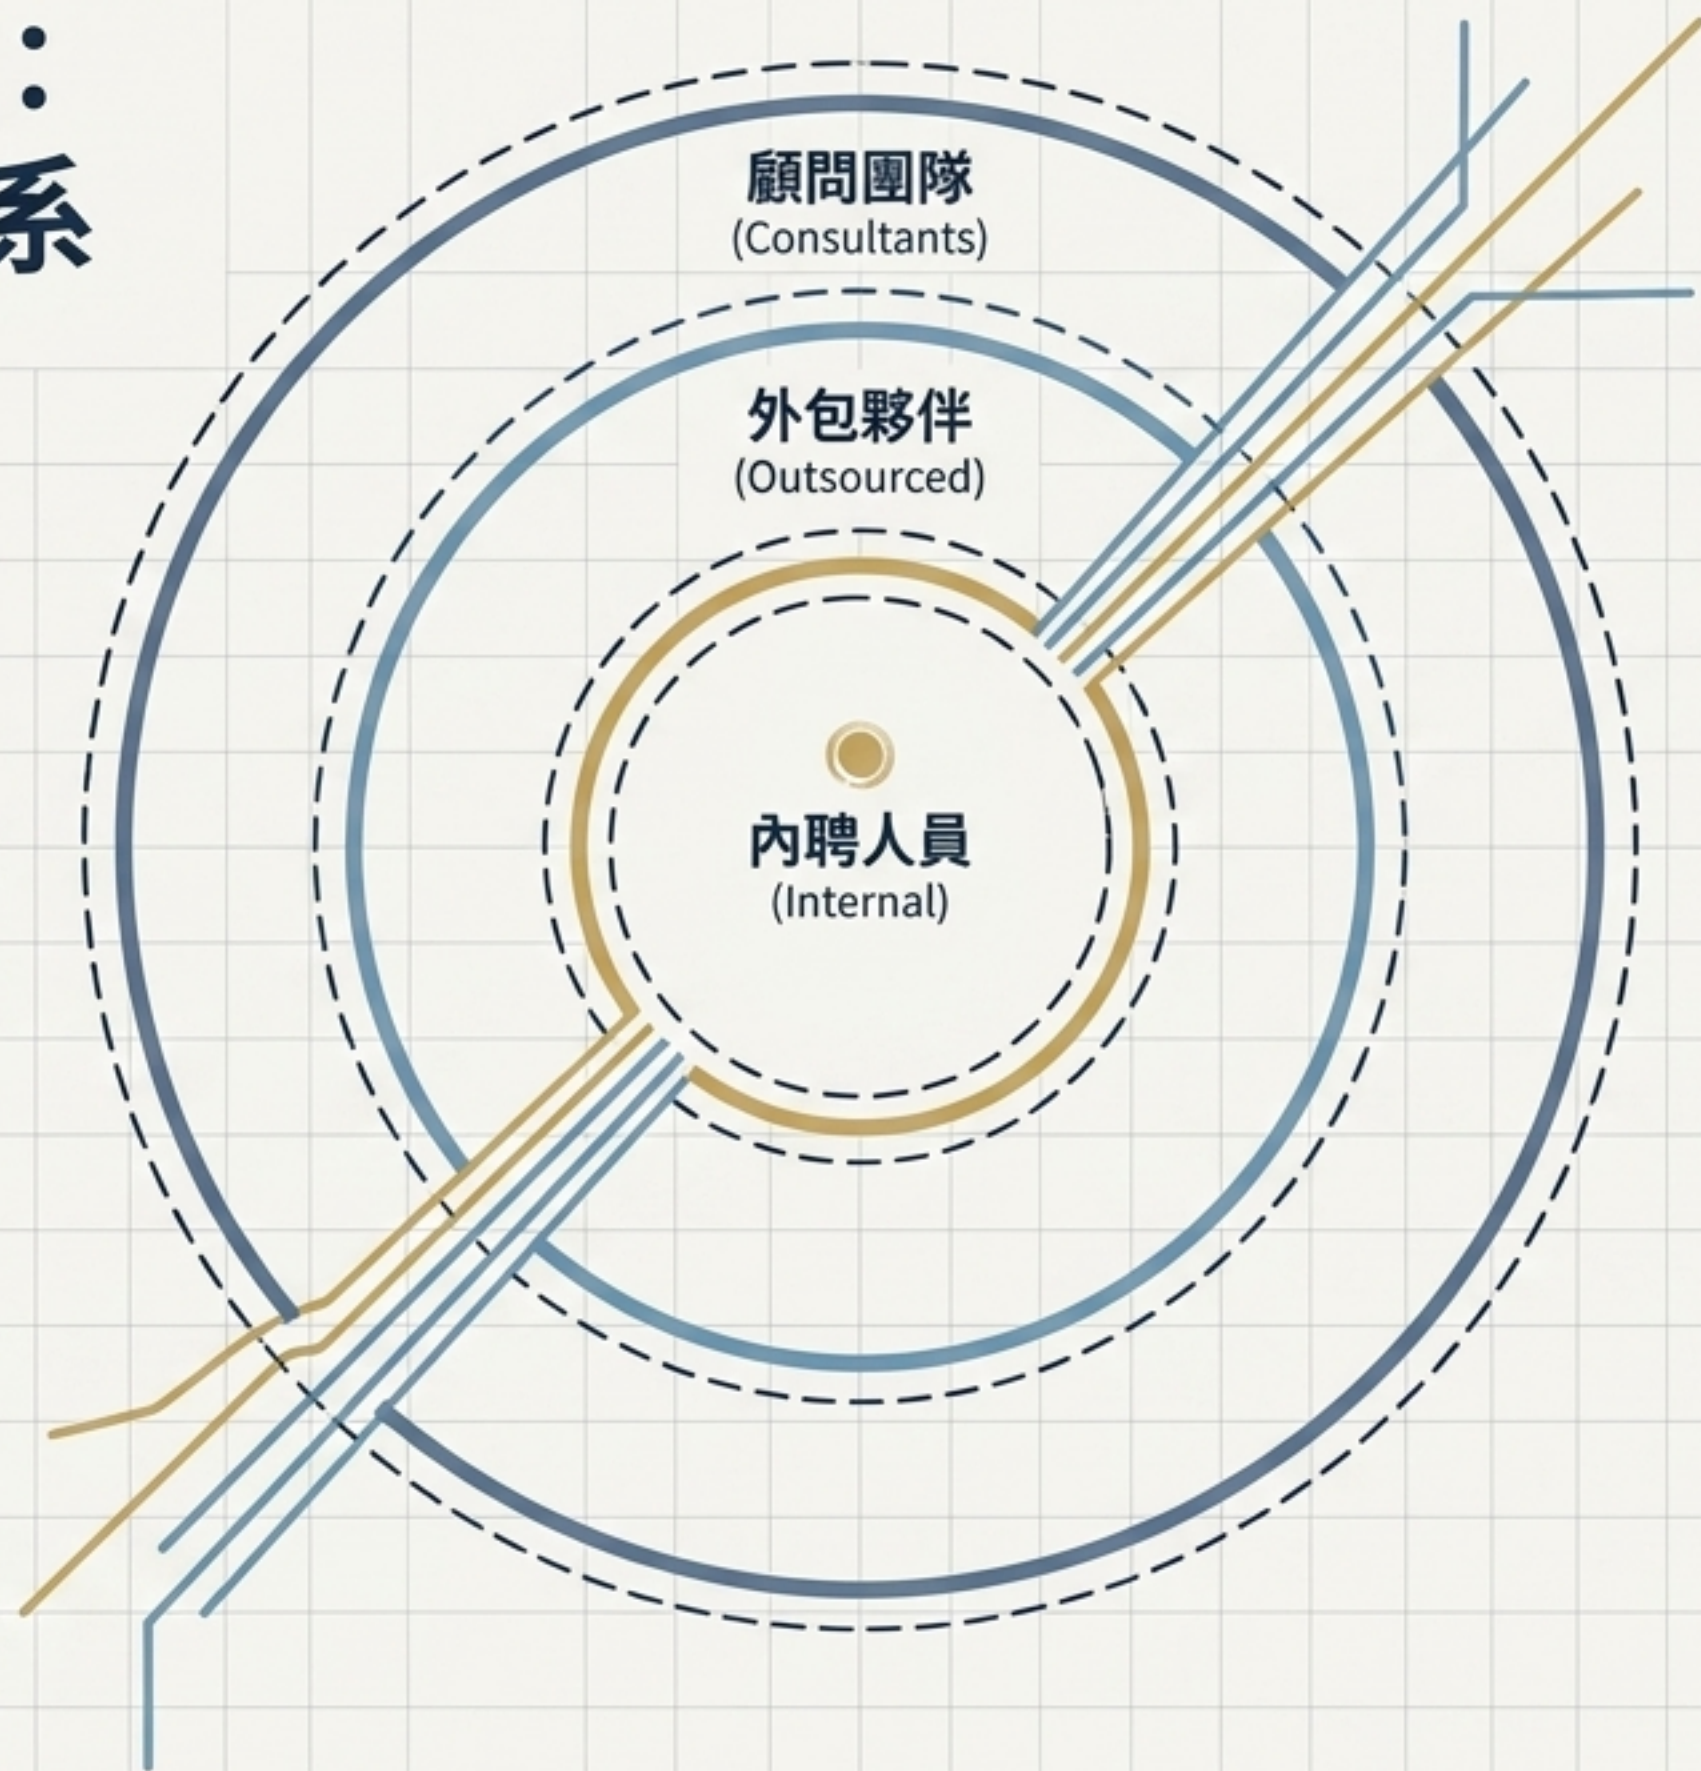 ：
系
顧問團隊
(Consultants)
外包夥伴
(Outsourced)
內聘人員
(Internal)